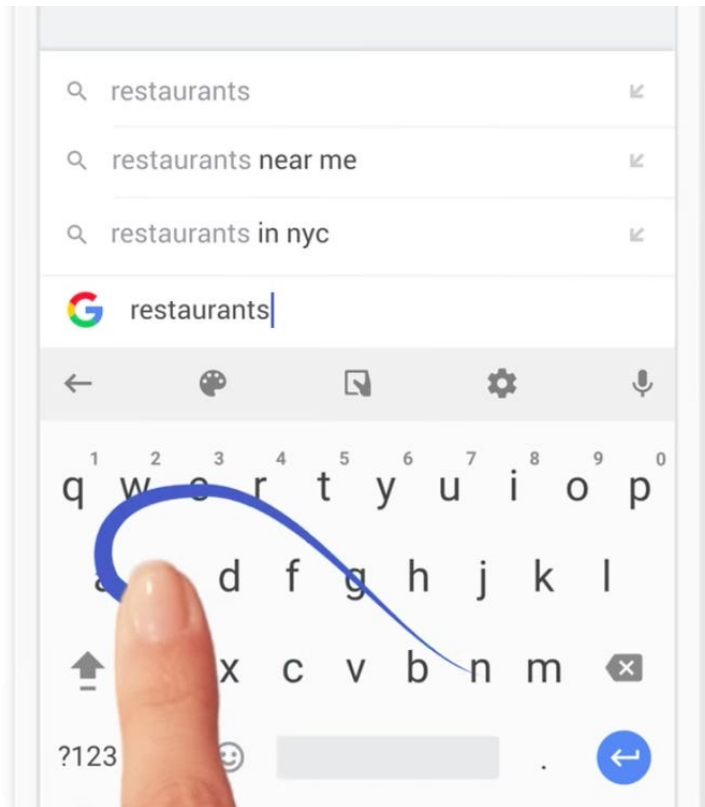 restaurants
restaurants near me
restaurants in nyc
G restaurants
1 2 3 4 5 6 7 8 9 0
q w e r t y u i o p
a d f g h j k l
x c v b n m
?123 .